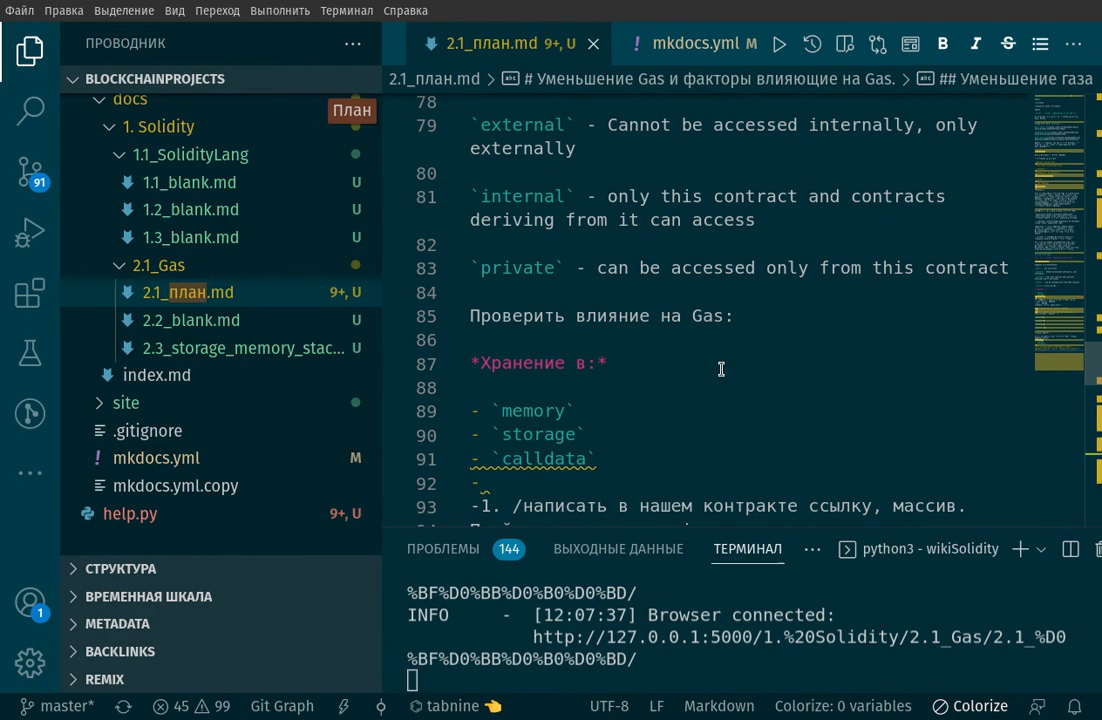 Файл Правка Выделение Вид Переход Выполнить Терминал Справка
ПРОВОДНИК ...
BLOCKCHAINPROJECTS
docs
План
1. Solidity
1.1_SolidityLang
1.1_blank.md U
1.2_blank.md U
1.3_blank.md U
2.1_Gas
2.1_план.md 9+, U
2.2_blank.md U
2.3_storage_memory_stac... U
index.md
site
.gitignore
mkdocs.yml M
mkdocs.yml.copy
help.py 9+, U
СТРУКТУРА
ВРЕМЕННАЯ ШКАЛА
METADATA
BACKLINKS
REMIX
91
1
2.1_план.md 9+, U
mkdocs.yml M
B I S ...
2.1_план.md > # Уменьшение Gas и факторы влияющие на Gas. > ## Уменьшение газа
78
79 `external` - Cannot be accessed internally, only
externally
80
81 `internal` - only this contract and contracts
deriving from it can access
82
83 `private` - can be accessed only from this contract
84
85 Проверить влияние на Gas:
86
87 *Хранение в:*
88
89 - `memory`
90 - `storage`
91 - `calldata`
92 -
93 -1. /написать в нашем контракте ссылку, массив.
ПРОБЛЕМЫ 144 ВЫХОДНЫЕ ДАННЫЕ ТЕРМИНАЛ ... python3 - wikiSolidity
%BF%D0%BB%D0%B0%D0%BD/
INFO - [12:07:37] Browser connected:
http://127.0.0.1:5000/1.%20Solidity/2.1_Gas/2.1_%D0
%BF%D0%BB%D0%B0%D0%BD/
master* 45 99 Git Graph tabnine UTF-8 LF Markdown Colorize: 0 variables Colorize